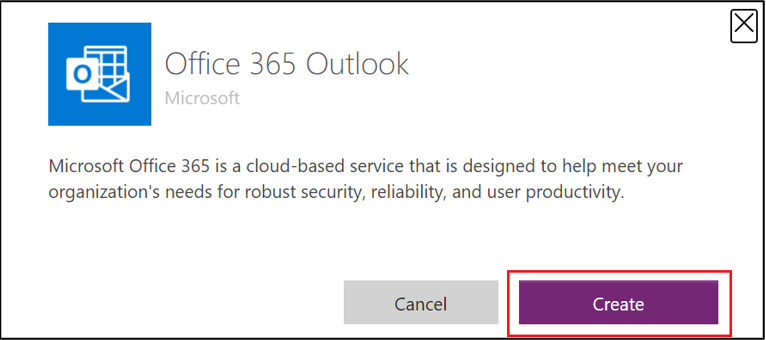 Office 365 Outlook
Microsoft
Microsoft Office 365 is a cloud-based service that is designed to help meet your
organization's needs for robust security, reliability, and user productivity.
Cancel
Create